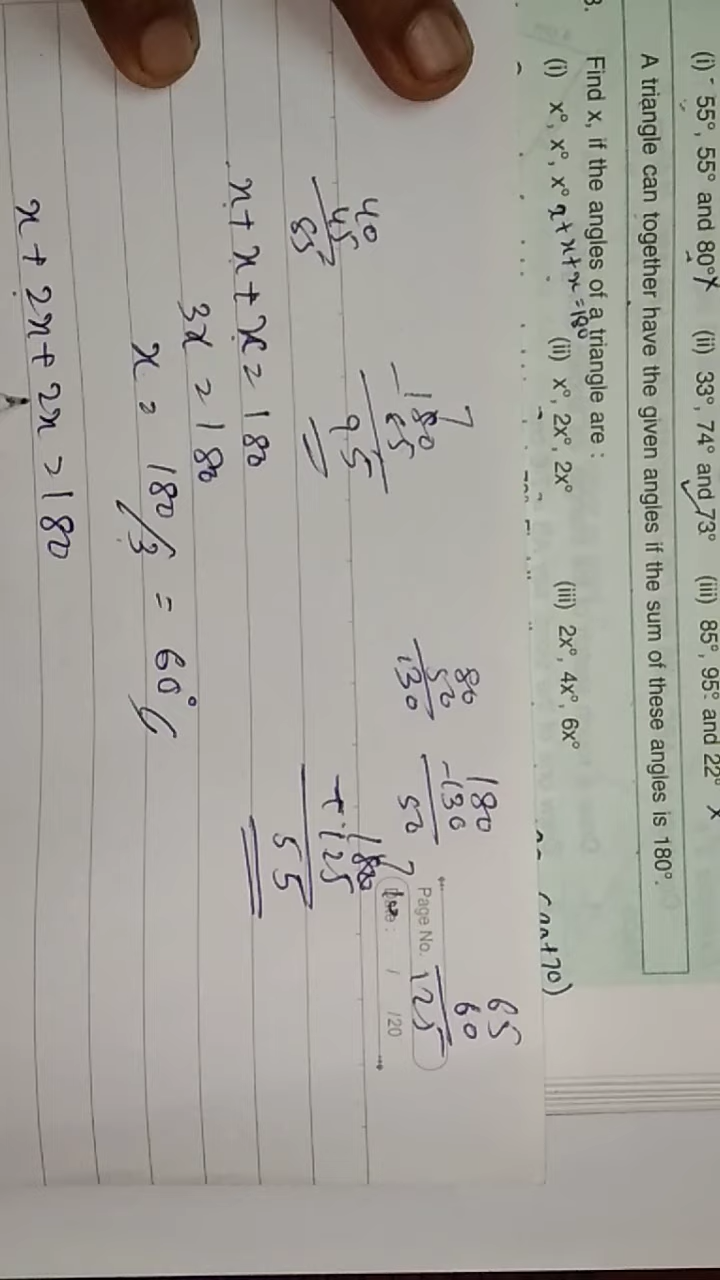 (i) 55°, 55° and 80° X (ii) 33°, 74° and 73° ✓ (iii) 85°, 95° and 22° X
A triangle can together have the given angles if the sum of these angles is 180°.
3. Find x, if the angles of a triangle are :
(i) x°, x°, x° x+x+x=180 (ii) x°, 2x°, 2x° (iii) 2x°, 4x°, 6x°
65
60
125
80
50
130
180
-130
50
Page No.
Date : / /20
40
45
85
180
95
180
125
55
x+x+x=180
3x=180
x=180/3=60°
x+2x+2x=180